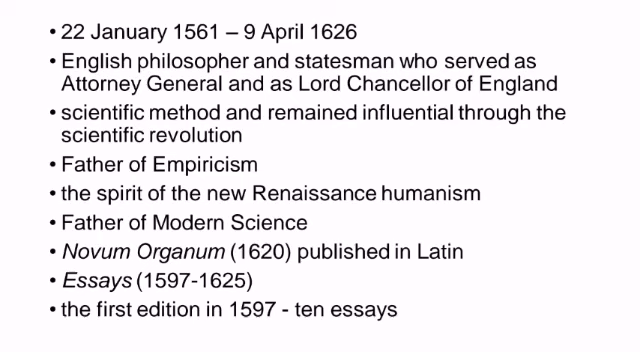 • 22 January 1561 – 9 April 1626
• English philosopher and statesman who served as
Attorney General and as Lord Chancellor of England
• scientific method and remained influential through the
scientific revolution
• Father of Empiricism
• the spirit of the new Renaissance humanism
• Father of Modern Science
• Novum Organum (1620) published in Latin
• Essays (1597-1625)
• the first edition in 1597 - ten essays